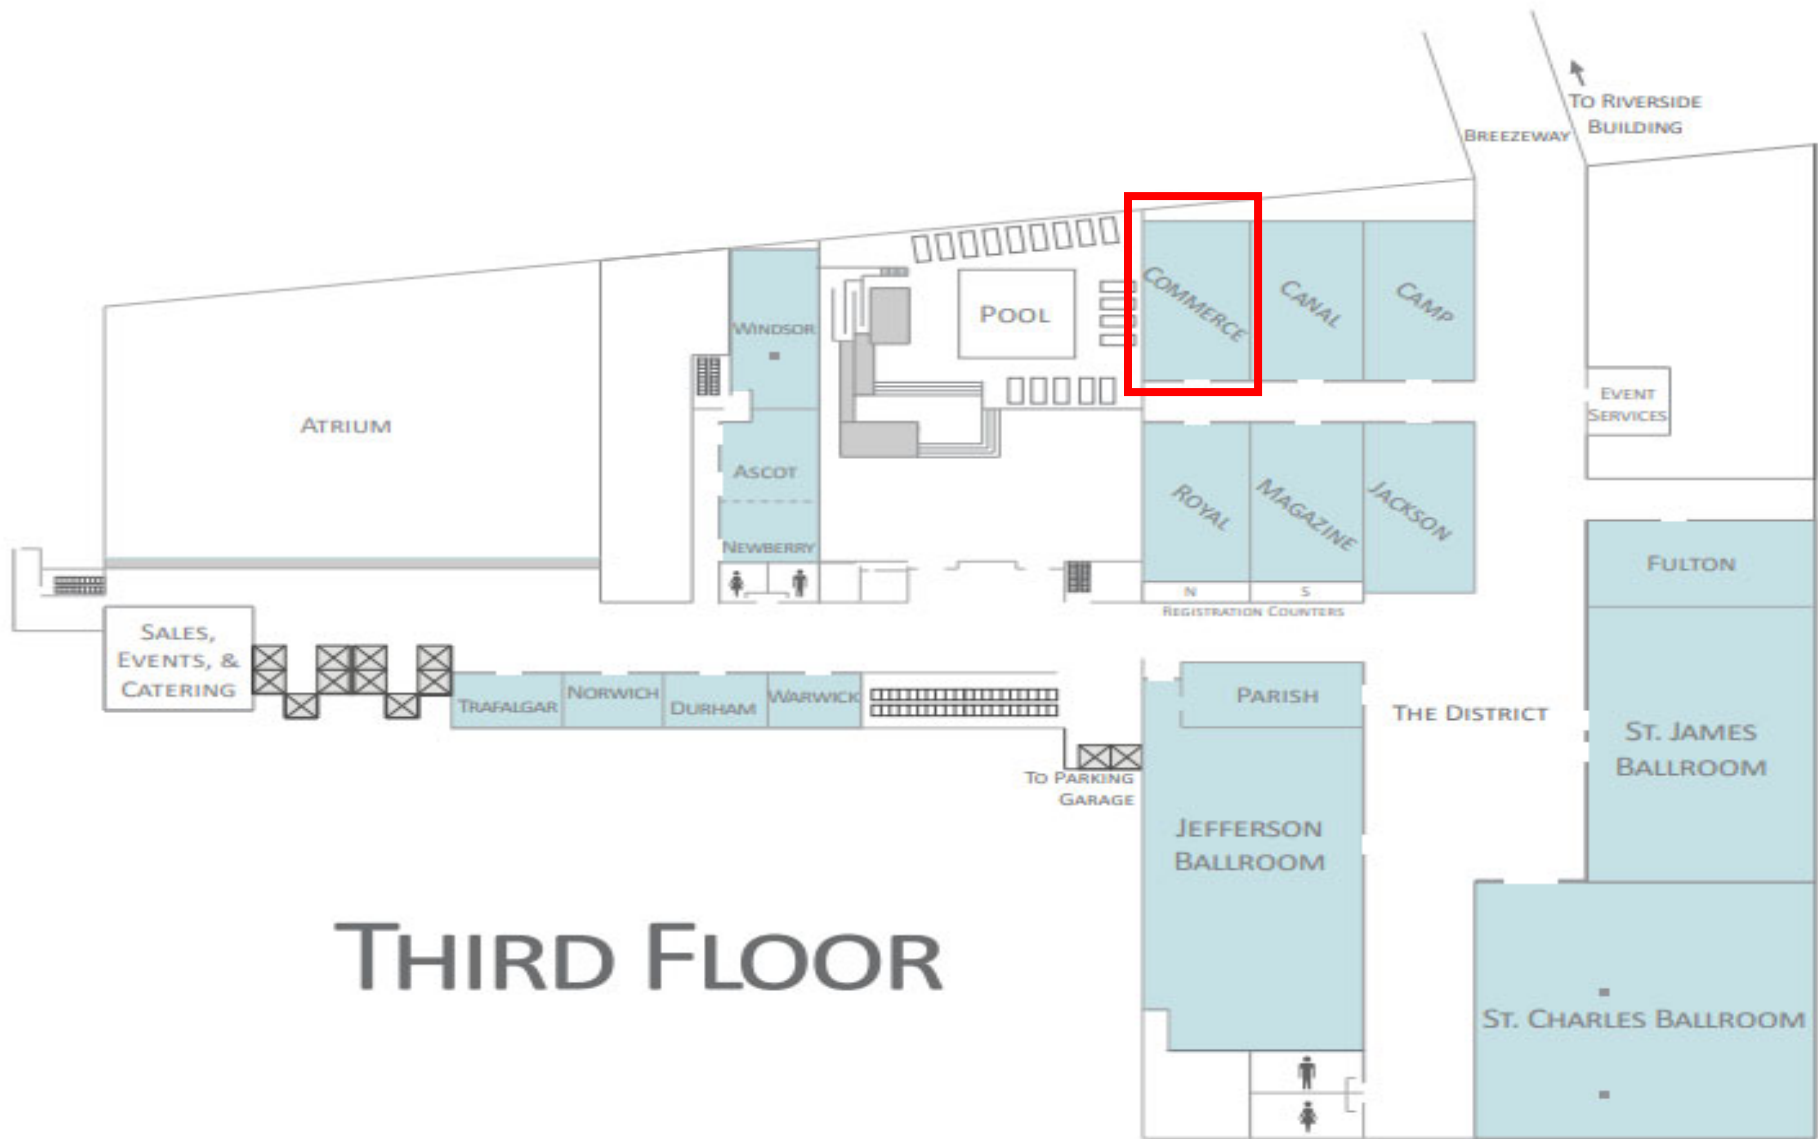 TO RIVERSIDE
BUILDING
BREEZEWAY
COMMERCE
CANAL
CAMP
POOL
WINDSOR
EVENT
SERVICES
ATRIUM
ASCOT
ROYAL
MAGAZINE
JACKSON
NEWBERRY
FULTON
N
S
REGISTRATION COUNTERS
SALES,
EVENTS, &
CATERING
TRAFALGAR
NORWICH
DURHAM
WARWICK
PARISH
THE DISTRICT
ST. JAMES
BALLROOM
TO PARKING
GARAGE
JEFFERSON
BALLROOM
THIRD FLOOR
ST. CHARLES BALLROOM